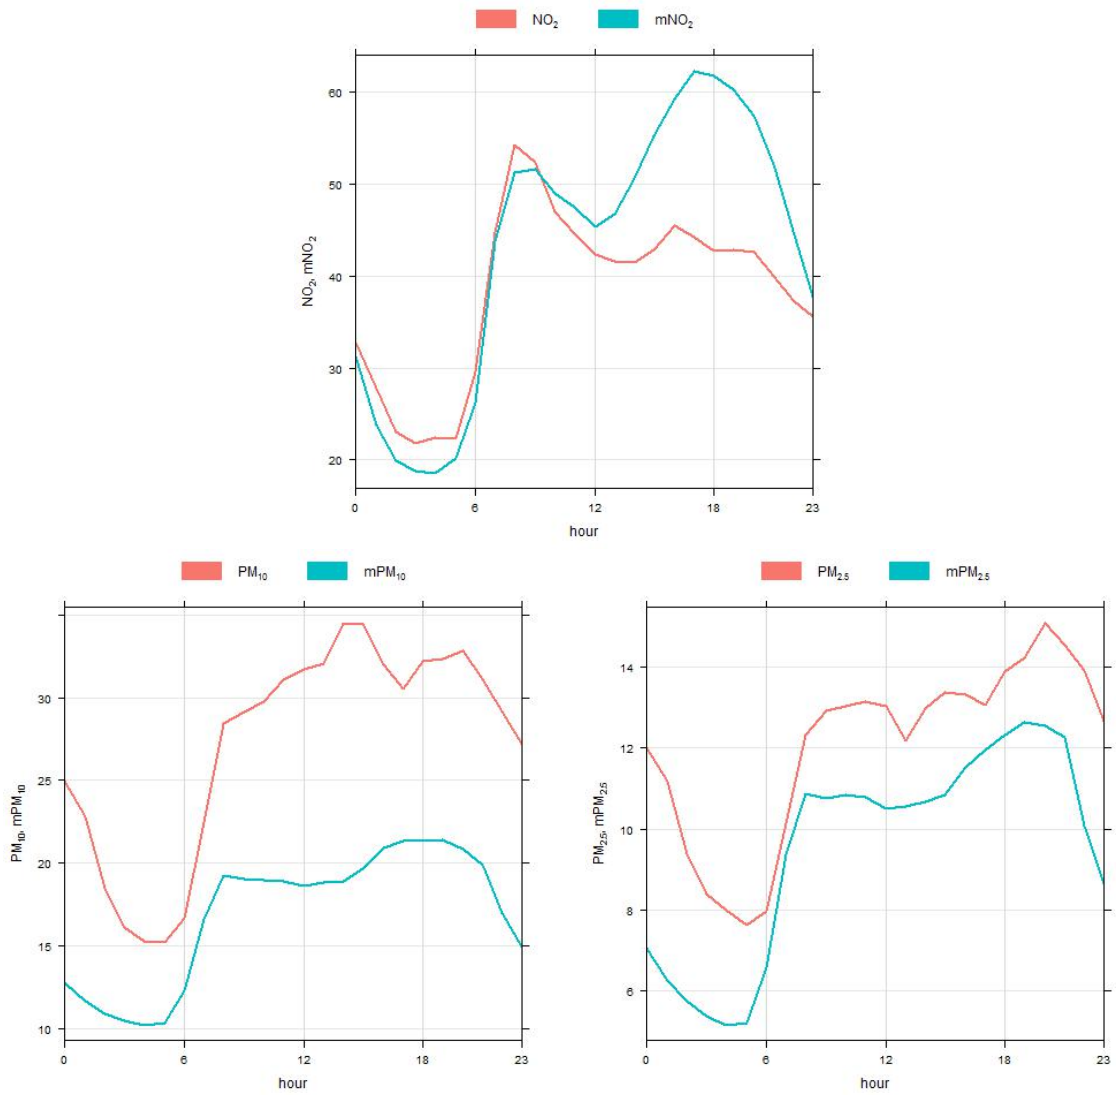 NO₂ mNO₂
60
50
40
30
20
NO₂, mNO₂
0 6 12 18 23
hour
PM₁₀ mPM₁₀
30
25
20
15
10
PM₁₀, mPM₁₀
0 6 12 18 23
hour
PM₂.₅ mPM₂.₅
14
12
10
8
6
PM₂.₅, mPM₂.₅
0 6 12 18 23
hour